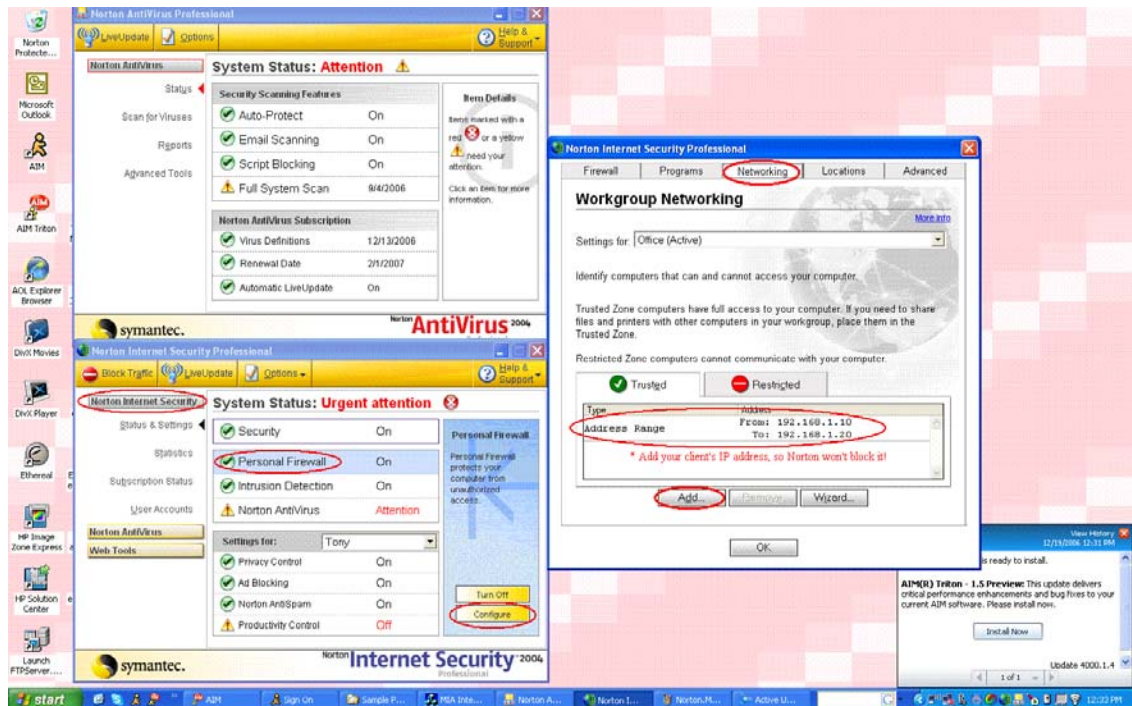 Norton
Protecte...
Microsoft
Outlook
AIM
AIM Triton
AOL Explorer
Browser
DivX Movies
DivX Player
Ethereal
HP Image
Zone Express
HP Solution
Center
Launch
FTPServer....
Norton AntiVirus Professional
LiveUpdate Options Help &
Support
Norton AntiVirus
Status
Scan for Viruses
Reports
Advanced Tools
System Status: Attention
Security Scanning Features
Auto-Protect On
Email Scanning On
Script Blocking On
Full System Scan 9/4/2006
Norton AntiVirus Subscription
Virus Definitions 12/13/2006
Renewal Date 2/1/2007
Automatic LiveUpdate On
Item Details
Items marked with a
red or a yellow
need your
attention.
Click an item for more
information.
symantec.
Norton AntiVirus 2004
Norton Internet Security Professional
Block Traffic LiveUpdate Options Help &
Support
Norton Internet Security
Status & Settings
Statistics
Subscription Status
User Accounts
Norton AntiVirus
Web Tools
System Status: Urgent attention
Security On
Personal Firewall On
Intrusion Detection On
Norton AntiVirus Attention
Settings for: Tony
Privacy Control On
Ad Blocking On
Norton AntiSpam On
Productivity Control Off
Personal Firewall
Personal Firewall
protects your
computer from
unauthorized
access.
Turn Off
Configure
symantec.
Norton Internet Security 2004
Professional
Norton Internet Security Professional
Firewall Programs Networking Locations Advanced
Workgroup Networking
More Info
Settings for: Office (Active)
Identify computers that can and cannot access your computer.
Trusted Zone computers have full access to your computer. If you need to share
files and printers with other computers in your workgroup, place them in the
Trusted Zone.
Restricted Zone computers cannot communicate with your computer.
Trusted Restricted
Type Address
Address Range From: 192.168.1.10
To: 192.168.1.20
* Add your client's IP address, so Norton won't block it!
Add... Remove Wizard...
OK
View History
12/19/2006 12:31 PM
is ready to install.
AIM(R) Triton - 1.5 Preview: This update delivers
critical performance enhancements and bug fixes to your
current AIM software. Please install now.
Install Now
Update 4000.1.4
1 of 1
start AIM Sign On Sample P... MSA Inte... Norton A... Norton I... Norton.M... Active U... 12:33 PM